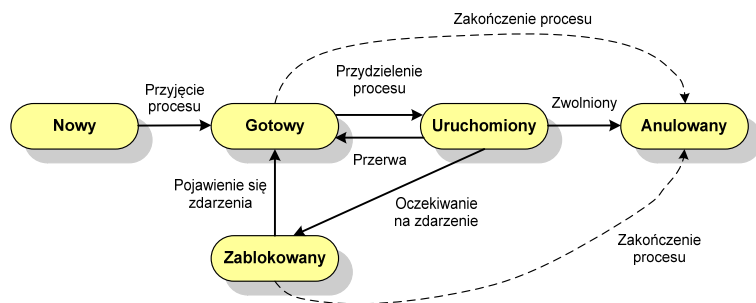 Zakończenie procesu
Przyjęcie
procesu
Przydzielenie
procesu
Zwolniony
Nowy
Gotowy
Uruchomiony
Anulowany
Przerwa
Pojawienie się
zdarzenia
Oczekiwanie
na zdarzenie
Zablokowany
Zakończenie
procesu